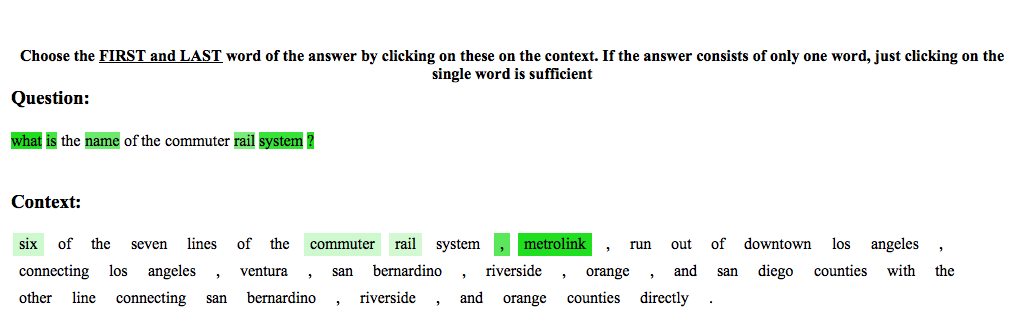 Choose the FIRST and LAST word of the answer by clicking on these on the context. If the answer consists of only one word, just clicking on the
single word is sufficient
Question:
what is the name of the commuter rail system ?
Context:
six of the seven lines of the commuter rail system , metrolink , run out of downtown los angeles ,
connecting los angeles , ventura , san bernardino , riverside , orange , and san diego counties with the
other line connecting san bernardino , riverside , and orange counties directly .